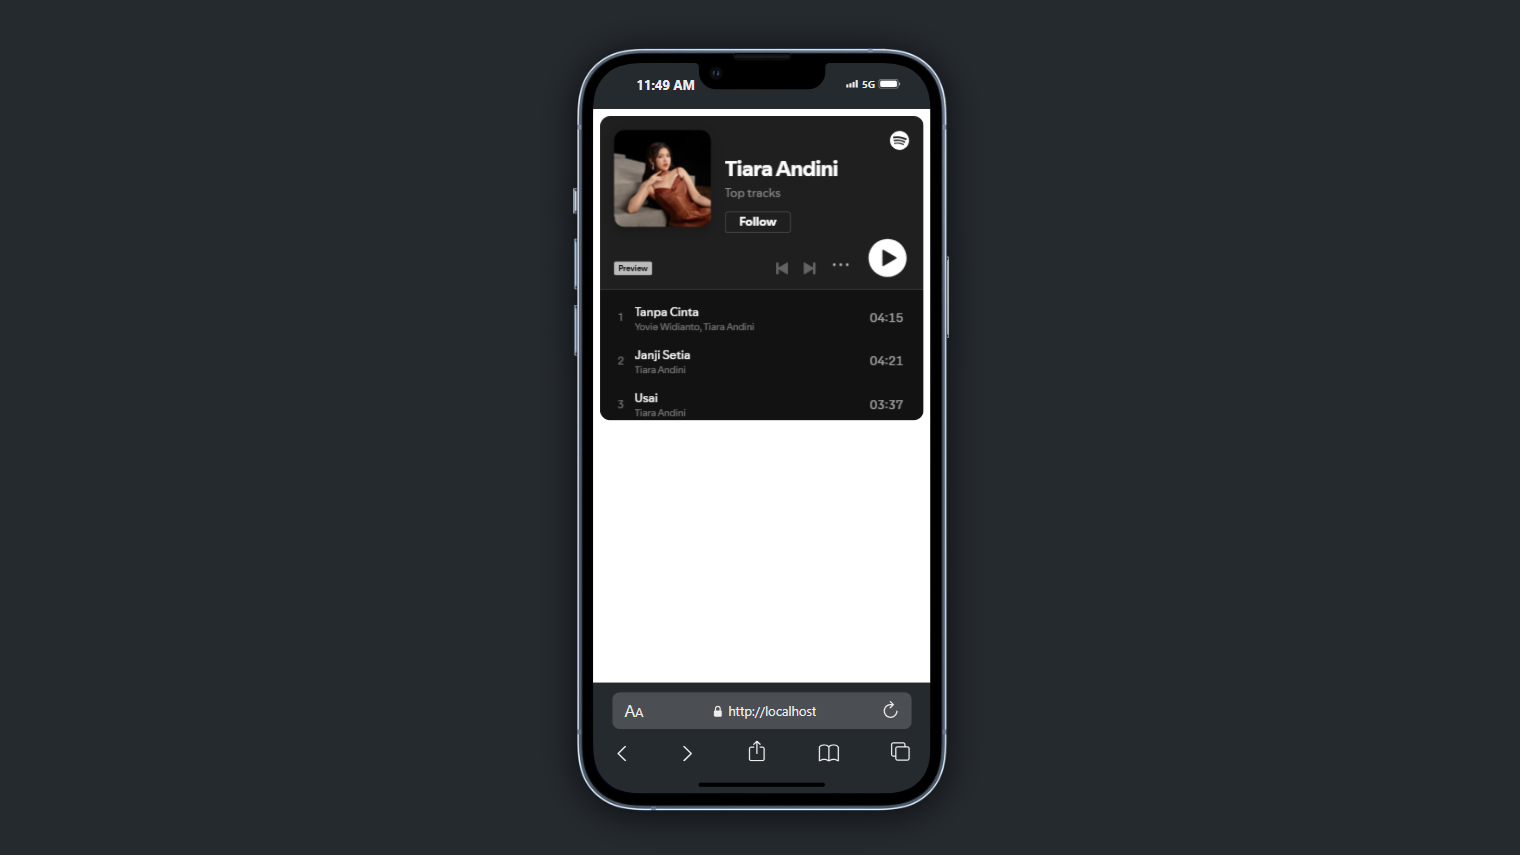 11:49 AM
5G
Tiara Andini
Top tracks
Follow
Preview
1 Tanpa Cinta 04:15
Yovie Widianto, Tiara Andini
2 Janji Setia 04:21
Tiara Andini
3 Usai 03:37
Tiara Andini
AA http://localhost